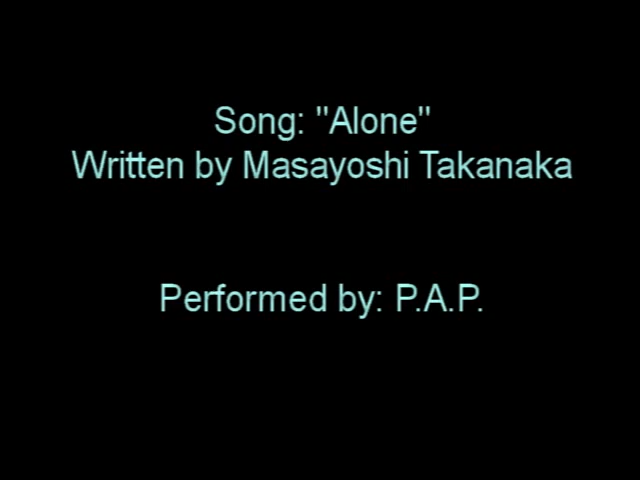 Song: "Alone"
Written by Masayoshi Takanaka
Performed by: P.A.P.